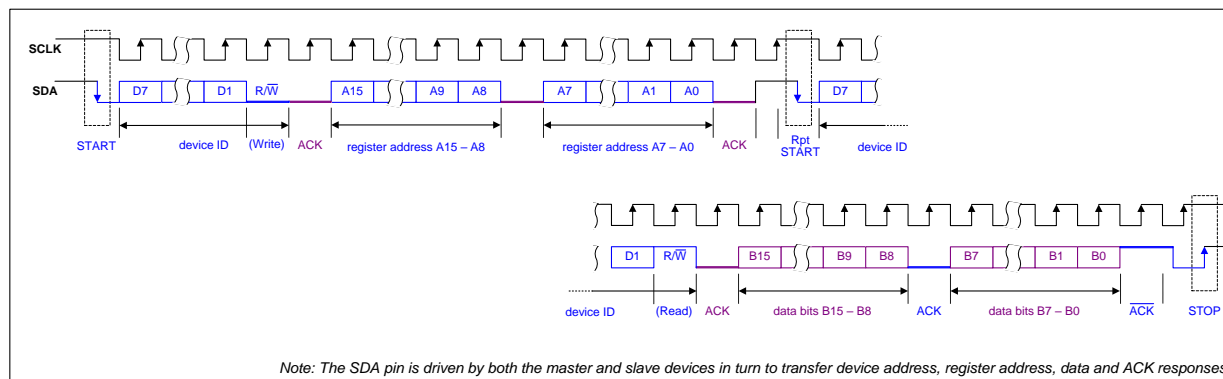 SCLK
SDA D7 D1 R/W̅ A15 A9 A8 A7 A1 A0 D7
START device ID (Write) ACK register address A15 – A8 register address A7 – A0 ACK Rpt START device ID
D1 R/W̅ B15 B9 B8 B7 B1 B0
device ID (Read) ACK data bits B15 – B8 ACK data bits B7 – B0 A̅C̅K̅ STOP
Note: The SDA pin is driven by both the master and slave devices in turn to transfer device address, register address, data and ACK responses